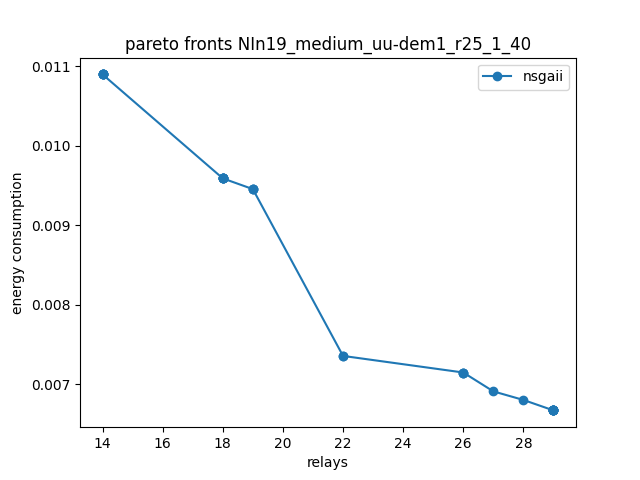 pareto fronts NIn19_medium_uu-dem1_r25_1_40
nsgaii
0.011
0.010
0.009
0.008
0.007
energy consumption
14 16 18 20 22 24 26 28
relays